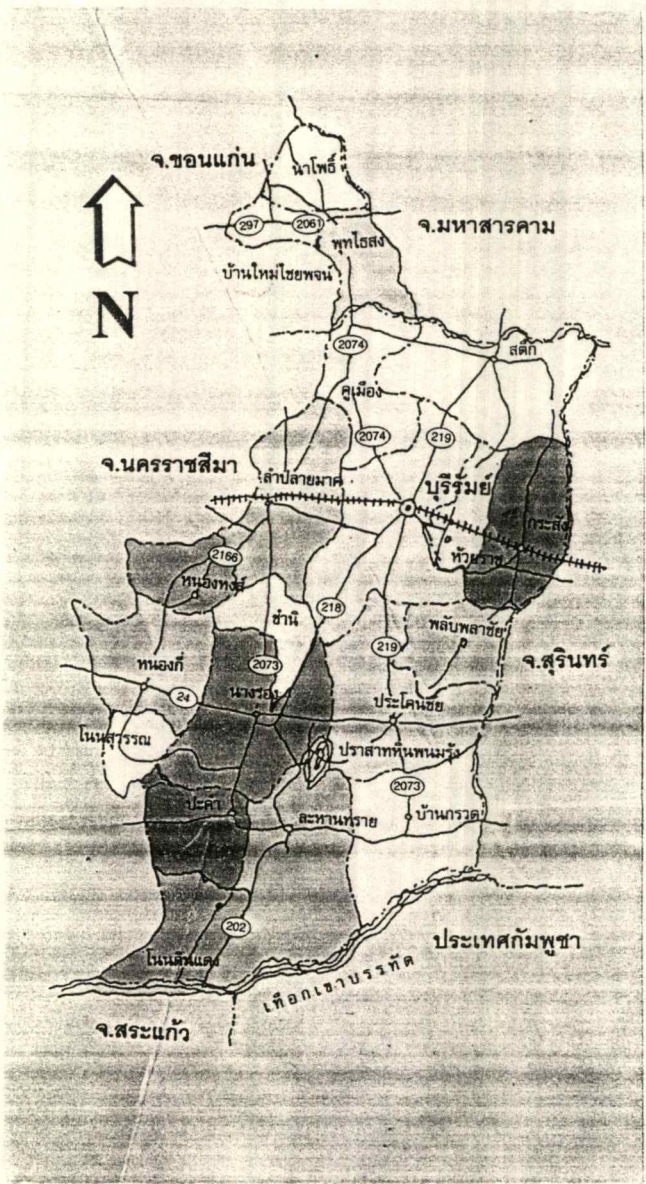 จ.ขอนแก่น
นาโพธิ์
297
2061
พุทไธสง
จ.มหาสารคาม
บ้านใหม่ไชยพจน์
N
2074
สตึก
คูเมือง
2074
219
จ.นครราชสีมา
ลำปลายมาศ
บุรีรัมย์
กระสัง
2166
ห้วยราช
หนองหงส์
218
ชำนิ
219
พลับพลาชัย
จ.สุรินทร์
หนองกี่
2073
24
นางรอง
ประโคนชัย
โนนสุวรรณ
ปราสาทหินพนมรุ้ง
2073
ปะคำ
ละหานทราย
บ้านกรวด
202
ประเทศกัมพูชา
โนนดินแดง
เทือกเขาบรรทัด
จ.สระแก้ว